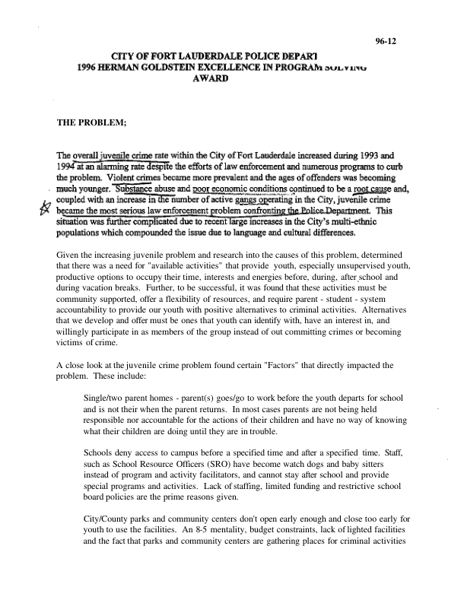 96-12
CITY OF FORT LAUDERDALE POLICE DEPART
1996 HERMAN GOLDSTEIN EXCELLENCE IN PROGRAM SOLVING
AWARD
THE PROBLEM;
The overall juvenile crime rate within the City of Fort Lauderdale increased during 1993 and
1994 at an alarming rate despite the efforts of law enforcement and numerous programs to curb
the problem. Violent crimes became more prevalent and the ages of offenders was becoming
much younger. Substance abuse and poor economic conditions continued to be a root cause and,
coupled with an increase in the number of active gangs operating in the City, juvenile crime
became the most serious law enforcement problem confronting the Police Department. This
situation was further complicated due to recent large increases in the City's multi-ethnic
populations which compounded the issue due to language and cultural differences.
Given the increasing juvenile problem and research into the causes of this problem, determined
that there was a need for "available activities" that provide youth, especially unsupervised youth,
productive options to occupy their time, interests and energies before, during, after school and
during vacation breaks. Further, to be successful, it was found that these activities must be
community supported, offer a flexibility of resources, and require parent - student - system
accountability to provide our youth with positive alternatives to criminal activities. Alternatives
that we develop and offer must be ones that youth can identify with, have an interest in, and
willingly participate in as members of the group instead of out committing crimes or becoming
victims of crime.
A close look at the juvenile crime problem found certain "Factors" that directly impacted the
problem. These include:
Single/two parent homes - parent(s) goes/go to work before the youth departs for school
and is not their when the parent returns. In most cases parents are not being held
responsible nor accountable for the actions of their children and have no way of knowing
what their children are doing until they are in trouble.
Schools deny access to campus before a specified time and after a specified time. Staff,
such as School Resource Officers (SRO) have become watch dogs and baby sitters
instead of program and activity facilitators, and cannot stay after school and provide
special programs and activities. Lack of staffing, limited funding and restrictive school
board policies are the prime reasons given.
City/County parks and community centers don't open early enough and close too early for
youth to use the facilities. An 8-5 mentality, budget constraints, lack of lighted facilities
and the fact that parks and community centers are gathering places for criminal activities